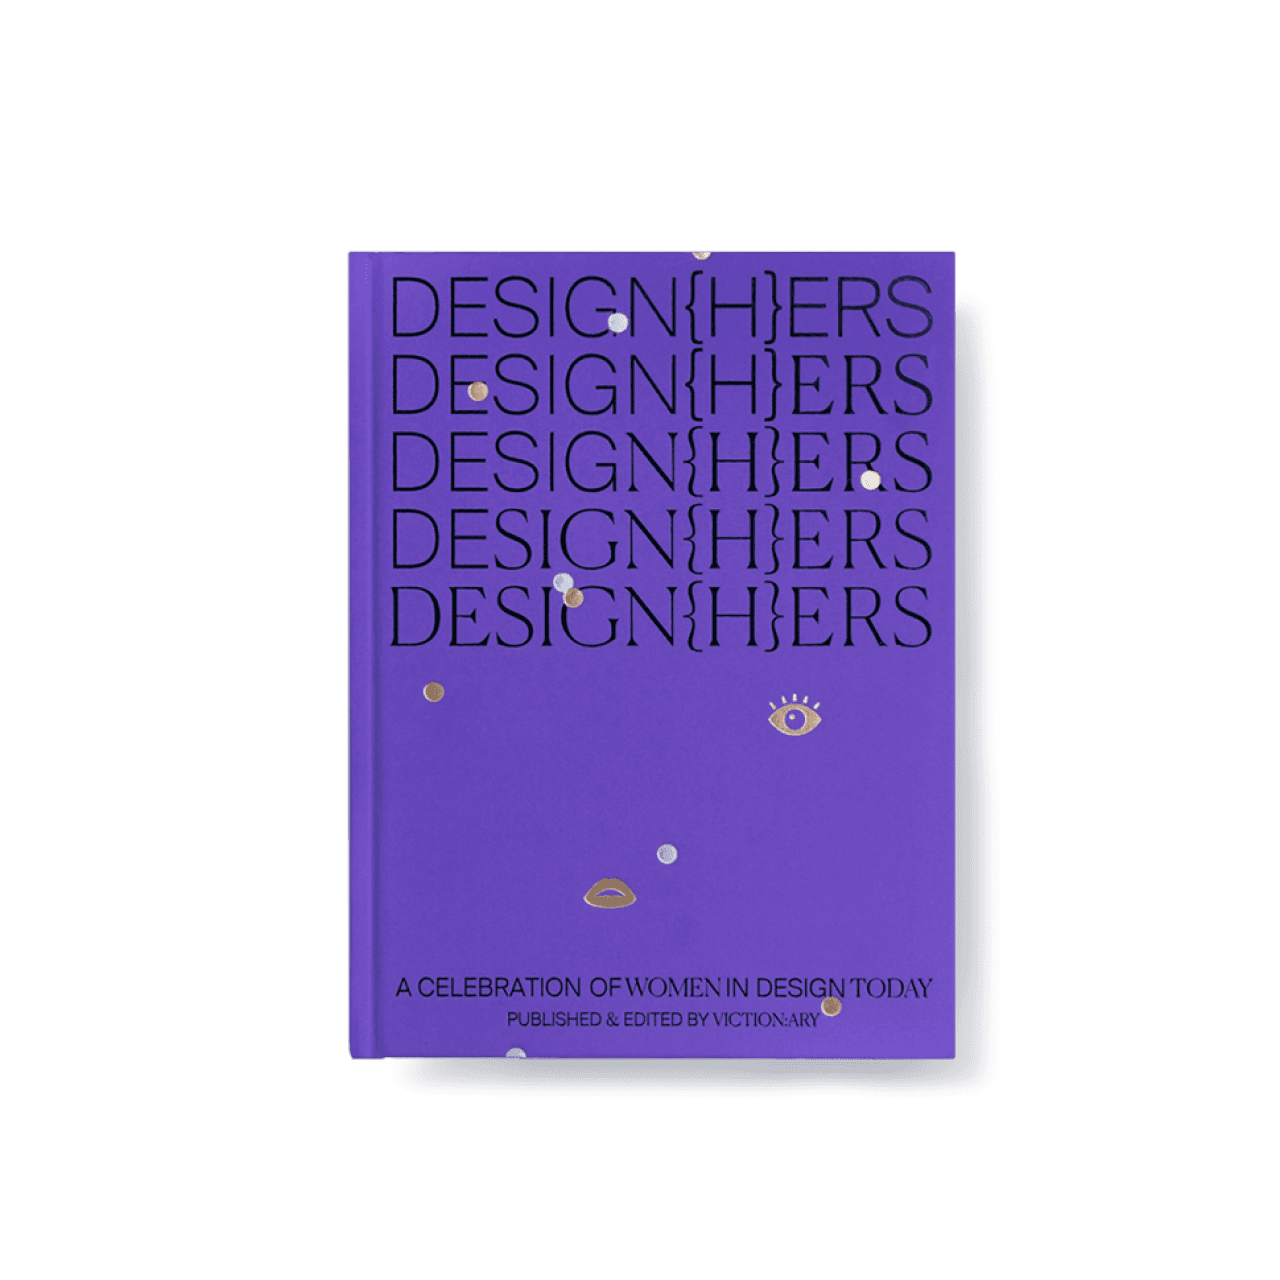 DESIGN{H}ERS
DESIGN{H}ERS
DESIGN{H}ERS
DESIGN{H}ERS
DESIGN{H}ERS
A CELEBRATION OF WOMEN IN DESIGN TODAY
PUBLISHED & EDITED BY VICTION:ARY